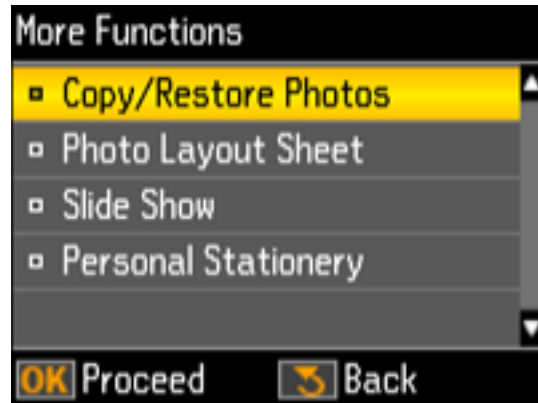 More Functions
Copy/Restore Photos
Photo Layout Sheet
Slide Show
Personal Stationery
OK Proceed Back